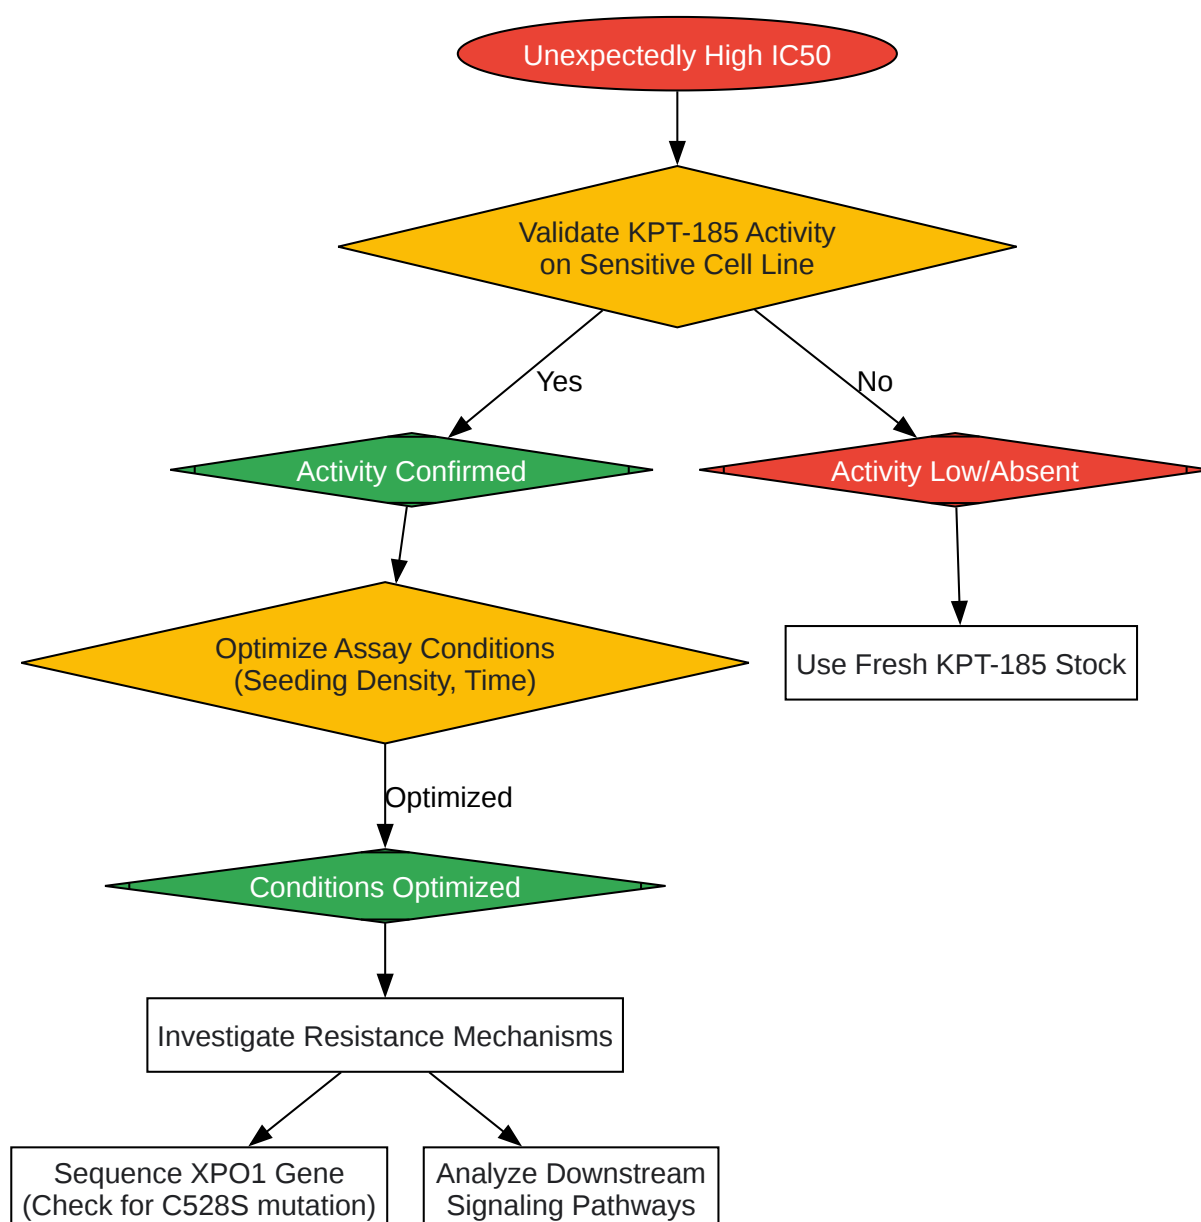 Unexpectedly High IC50
Validate KPT-185 Activity
on Sensitive Cell Line
Yes
No
Activity Confirmed
Activity Low/Absent
Optimize Assay Conditions
(Seeding Density, Time)
Use Fresh KPT-185 Stock
Optimized
Conditions Optimized
Investigate Resistance Mechanisms
Sequence XPO1 Gene
(Check for C528S mutation)
Analyze Downstream
Signaling Pathways